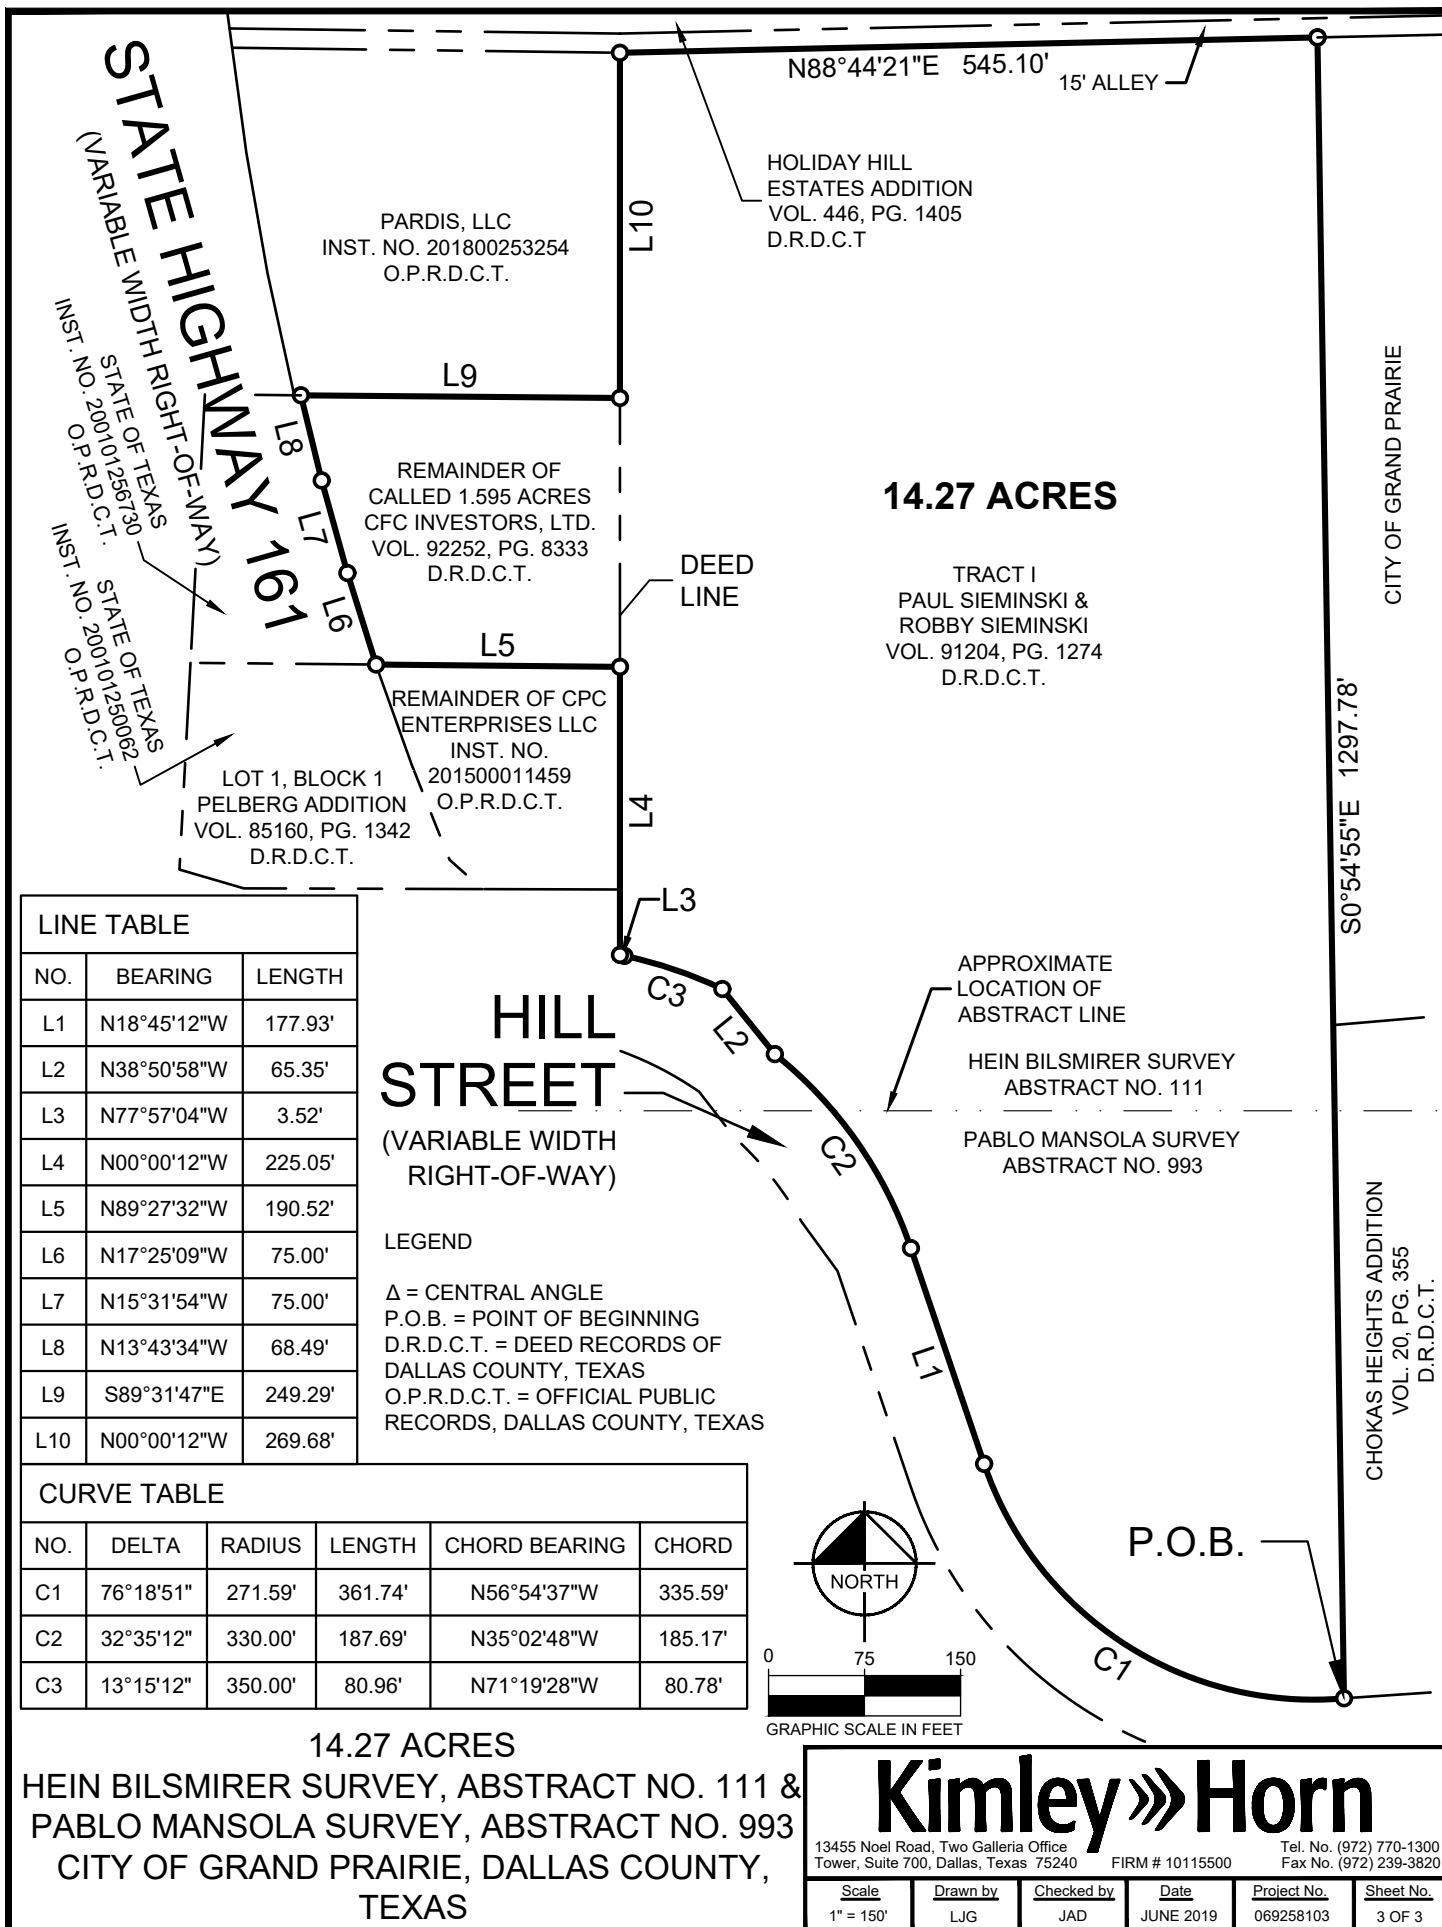 N88°44'21"E 545.10'
15' ALLEY
STATE HIGHWAY 161
(VARIABLE WIDTH RIGHT-OF-WAY)
HOLIDAY HILL
ESTATES ADDITION
VOL. 446, PG. 1405
D.R.D.C.T
PARDIS, LLC
INST. NO. 201800253254
O.P.R.D.C.T.
L10
L9
STATE OF TEXAS
INST. NO. 200101256730
O.P.R.D.C.T.
L8
L7
L6
REMAINDER OF
CALLED 1.595 ACRES
CFC INVESTORS, LTD.
VOL. 92252, PG. 8333
D.R.D.C.T.
14.27 ACRES
DEED
LINE
TRACT I
PAUL SIEMINSKI &
ROBBY SIEMINSKI
VOL. 91204, PG. 1274
D.R.D.C.T.
CITY OF GRAND PRAIRIE
S0°54'55"E 1297.78'
STATE OF TEXAS
INST. NO. 200101250062
O.P.R.D.C.T.
L5
REMAINDER OF CPC
ENTERPRISES LLC
INST. NO.
201500011459
O.P.R.D.C.T.
LOT 1, BLOCK 1
PELBERG ADDITION
VOL. 85160, PG. 1342
D.R.D.C.T.
L4
L3
C3
L2
C2
L1
C1
APPROXIMATE
LOCATION OF
ABSTRACT LINE
HEIN BILSMIRER SURVEY
ABSTRACT NO. 111
PABLO MANSOLA SURVEY
ABSTRACT NO. 993
HILL
STREET
(VARIABLE WIDTH
RIGHT-OF-WAY)
CHOKAS HEIGHTS ADDITION
VOL. 20, PG. 355
D.R.D.C.T.
P.O.B.
LINE TABLE
NO. BEARING LENGTH
L1 N18°45'12"W 177.93'
L2 N38°50'58"W 65.35'
L3 N77°57'04"W 3.52'
L4 N00°00'12"W 225.05'
L5 N89°27'32"W 190.52'
L6 N17°25'09"W 75.00'
L7 N15°31'54"W 75.00'
L8 N13°43'34"W 68.49'
L9 S89°31'47"E 249.29'
L10 N00°00'12"W 269.68'
LEGEND
Δ = CENTRAL ANGLE
P.O.B. = POINT OF BEGINNING
D.R.D.C.T. = DEED RECORDS OF
DALLAS COUNTY, TEXAS
O.P.R.D.C.T. = OFFICIAL PUBLIC
RECORDS, DALLAS COUNTY, TEXAS
CURVE TABLE
NO. DELTA RADIUS LENGTH CHORD BEARING CHORD
C1 76°18'51" 271.59' 361.74' N56°54'37"W 335.59'
C2 32°35'12" 330.00' 187.69' N35°02'48"W 185.17'
C3 13°15'12" 350.00' 80.96' N71°19'28"W 80.78'
NORTH
0 75 150
GRAPHIC SCALE IN FEET
14.27 ACRES
HEIN BILSMIRER SURVEY, ABSTRACT NO. 111 &
PABLO MANSOLA SURVEY, ABSTRACT NO. 993
CITY OF GRAND PRAIRIE, DALLAS COUNTY,
TEXAS
Kimley»Horn
13455 Noel Road, Two Galleria Office
Tower, Suite 700, Dallas, Texas 75240
FIRM # 10115500
Tel. No. (972) 770-1300
Fax No. (972) 239-3820
Scale Drawn by Checked by Date Project No. Sheet No.
1" = 150' LJG JAD JUNE 2019 069258103 3 OF 3